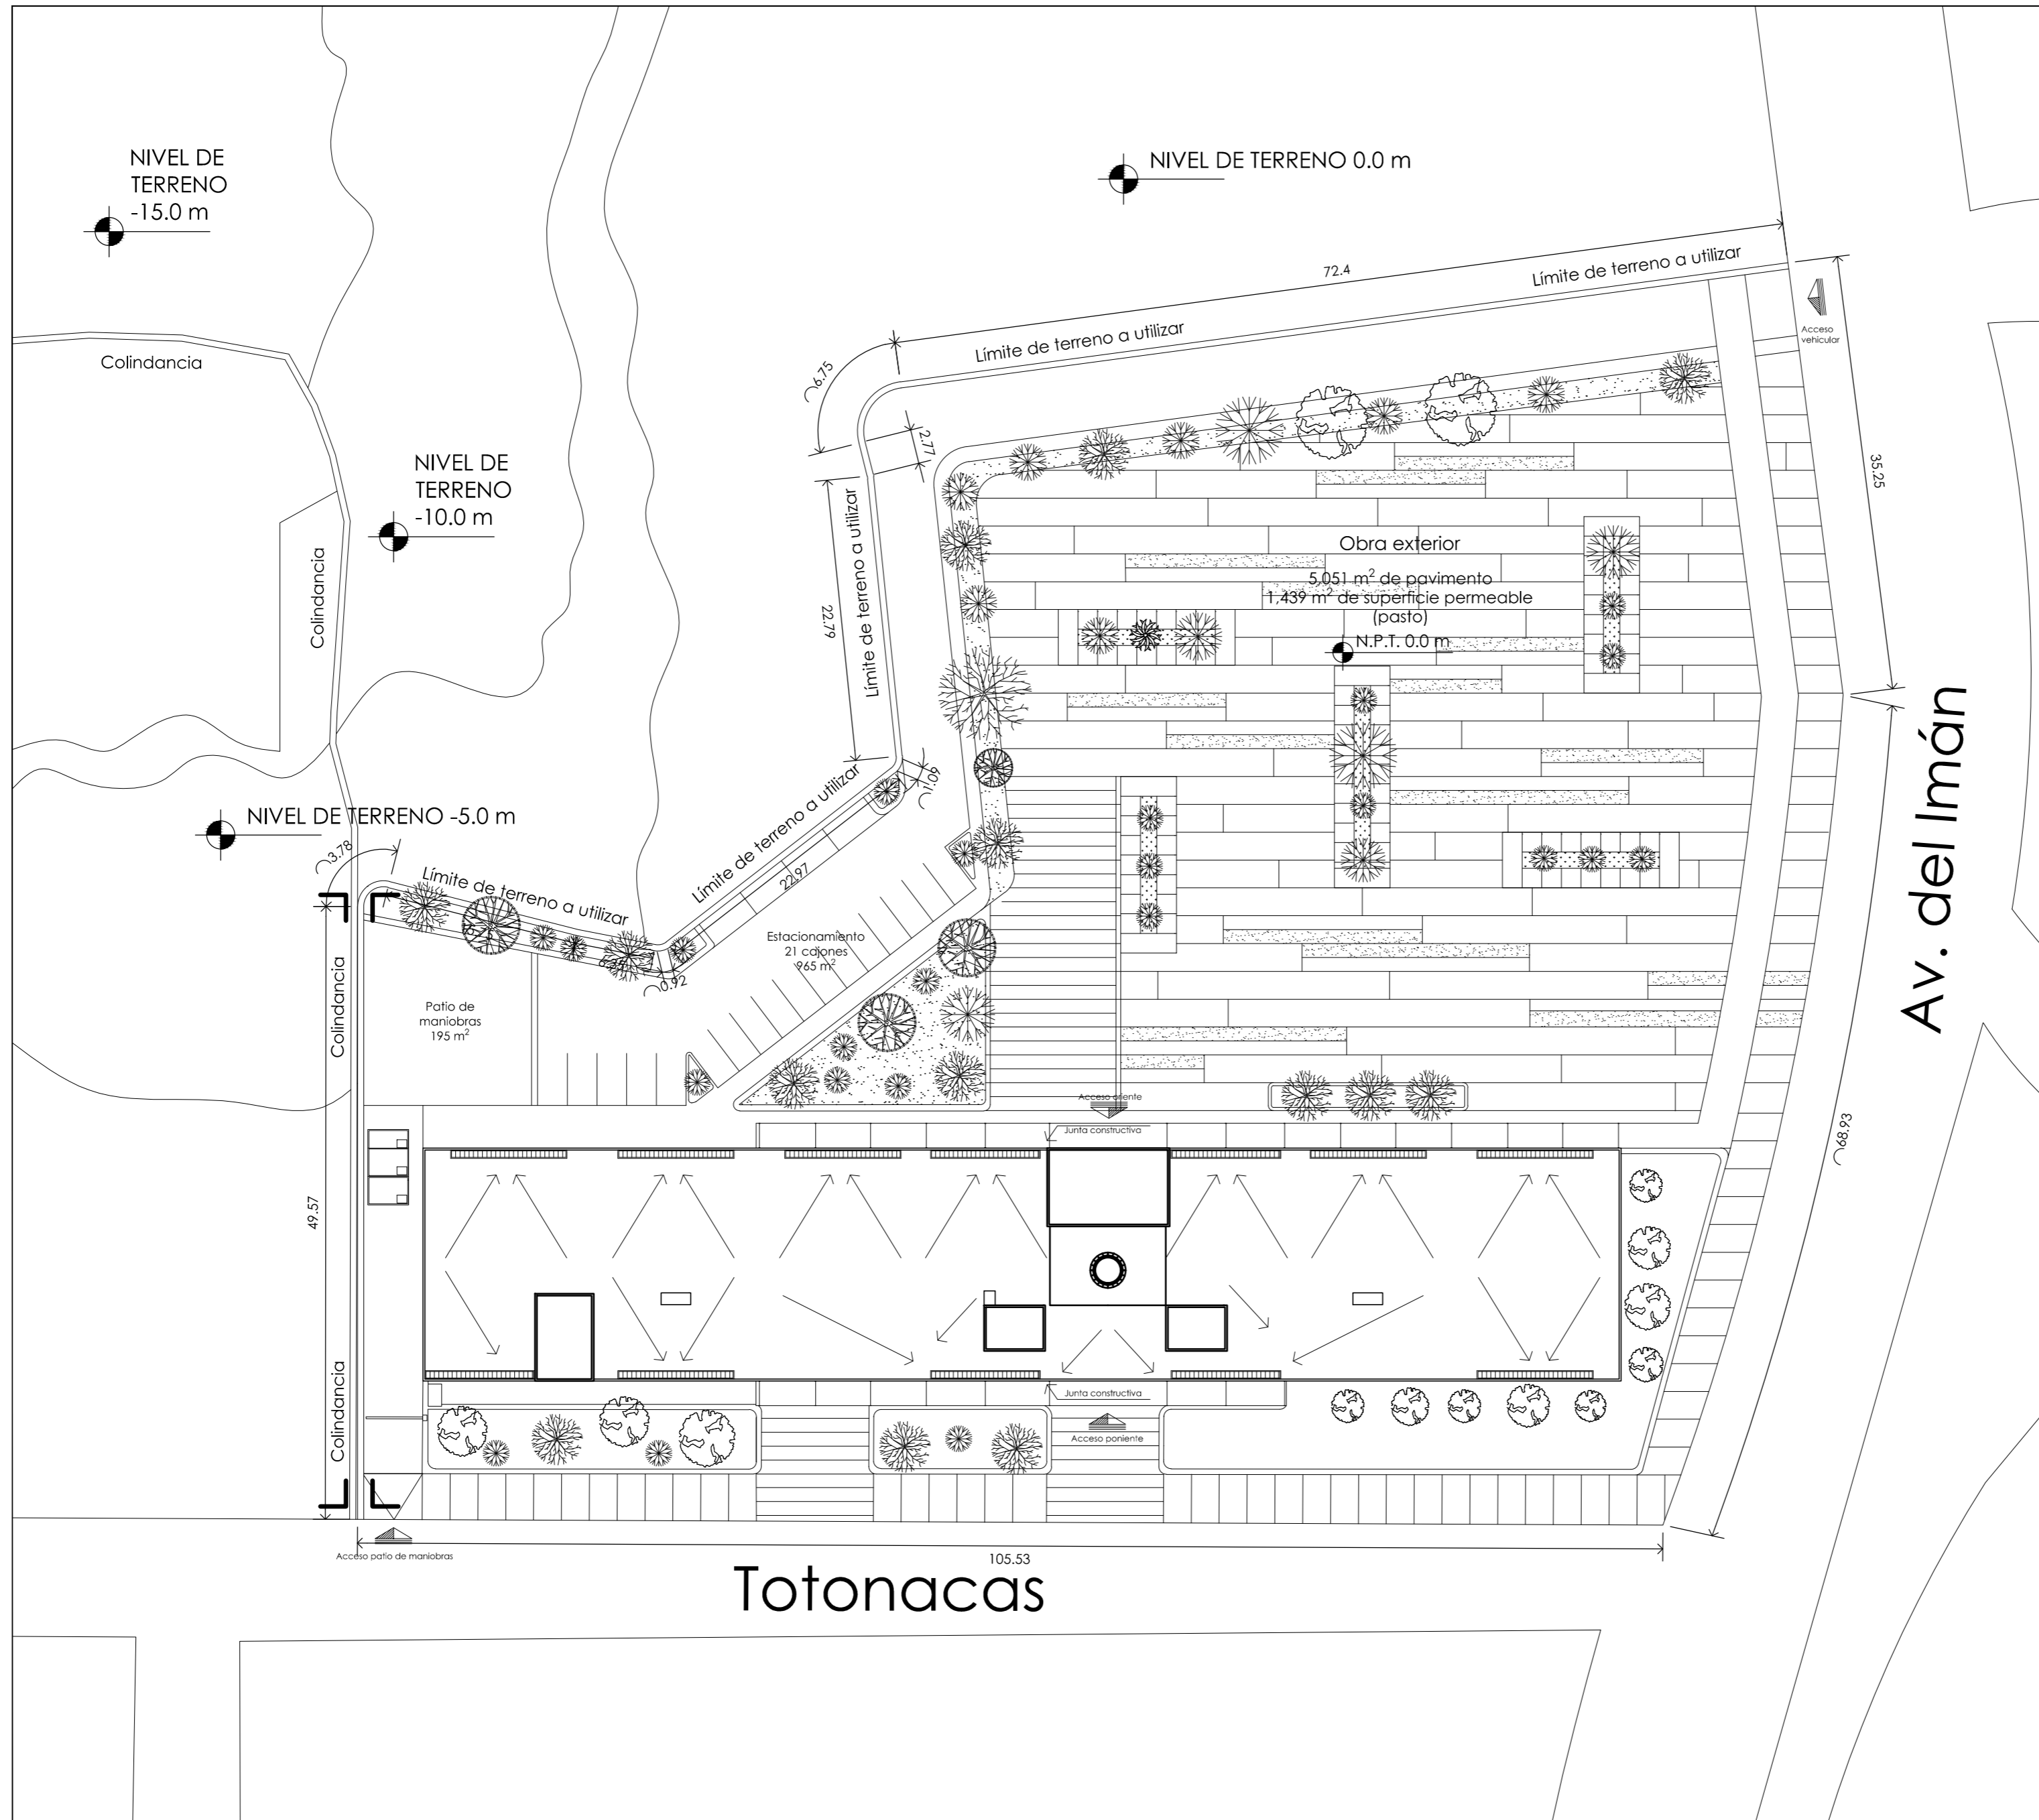 NIVEL DE
TERRENO
-15.0 m
NIVEL DE TERRENO 0.0 m
72.4
Límite de terreno a utilizar
Límite de terreno a utilizar
Acceso
vehicular
Colindancia
6.75
2.77
35.25
NIVEL DE
TERRENO
-10.0 m
Colindancia
22.79
Límite de terreno a utilizar
Obra exterior
5,051 m² de pavimento
1,439 m² de superficie permeable
(pasto)
N.P.T. 0.0 m
Av. del Imán
1.09
NIVEL DE TERRENO -5.0 m
3.78
Límite de terreno a utilizar
Límite de terreno a utilizar
22.97
Estacionamiento
21 cajones
965 m²
0.92
Colindancia
Patio de
maniobras
195 m²
Acceso oriente
Junta constructiva
68.93
49.57
Colindancia
Junta constructiva
Acceso poniente
Acceso patio de maniobras
105.53
Totonacas